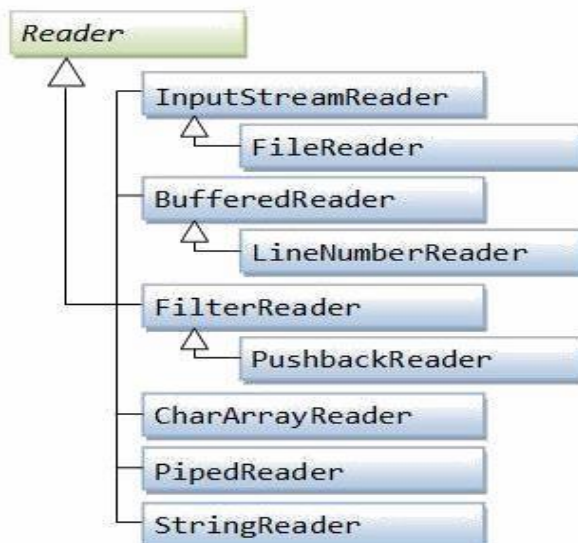 Reader
InputStreamReader
FileReader
BufferedReader
LineNumberReader
FilterReader
PushbackReader
CharArrayReader
PipedReader
StringReader